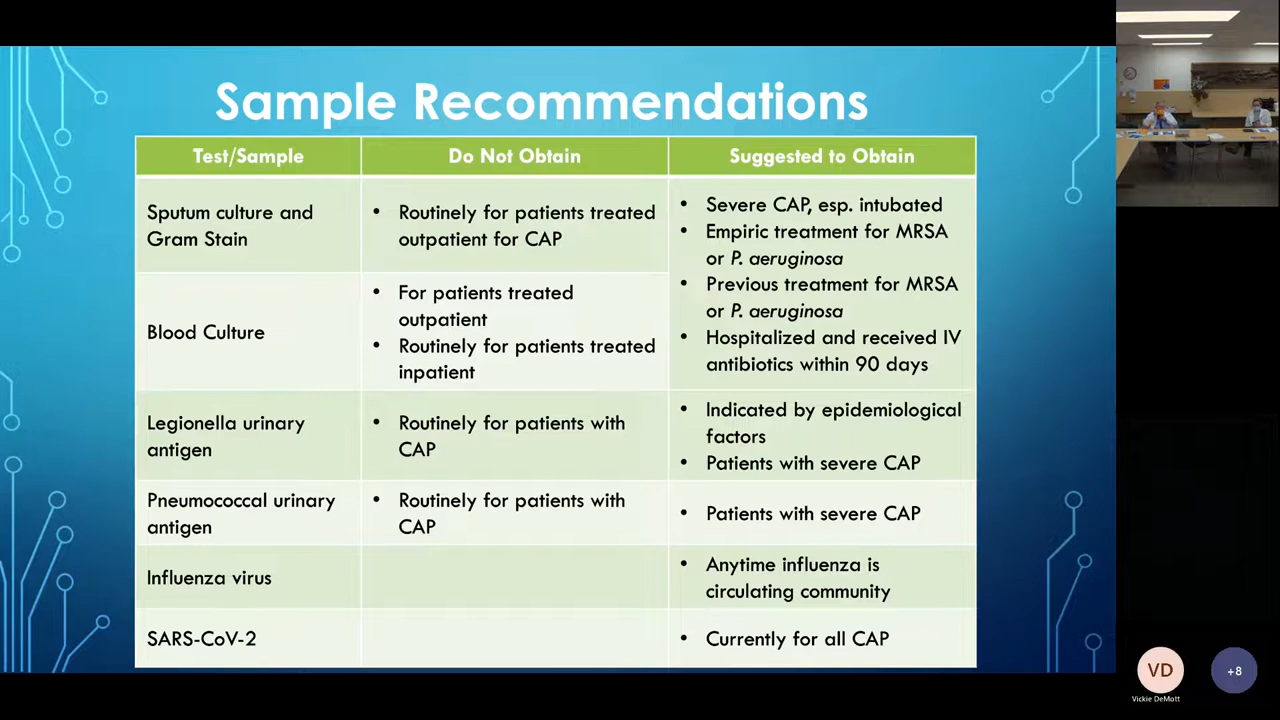 Sample Recommendations
Test/Sample
Do Not Obtain
Suggested to Obtain
Sputum culture and
Gram Stain
• Routinely for patients treated
outpatient for CAP
• Severe CAP, esp. intubated
• Empiric treatment for MRSA
or P. aeruginosa
• Previous treatment for MRSA
or P. aeruginosa
• Hospitalized and received IV
antibiotics within 90 days
Blood Culture
• For patients treated
outpatient
• Routinely for patients treated
inpatient
Legionella urinary
antigen
• Routinely for patients with
CAP
• Indicated by epidemiological
factors
• Patients with severe CAP
Pneumococcal urinary
antigen
• Routinely for patients with
CAP
• Patients with severe CAP
Influenza virus
• Anytime influenza is
circulating community
SARS-CoV-2
• Currently for all CAP
VD
Vickie DeMott
+8